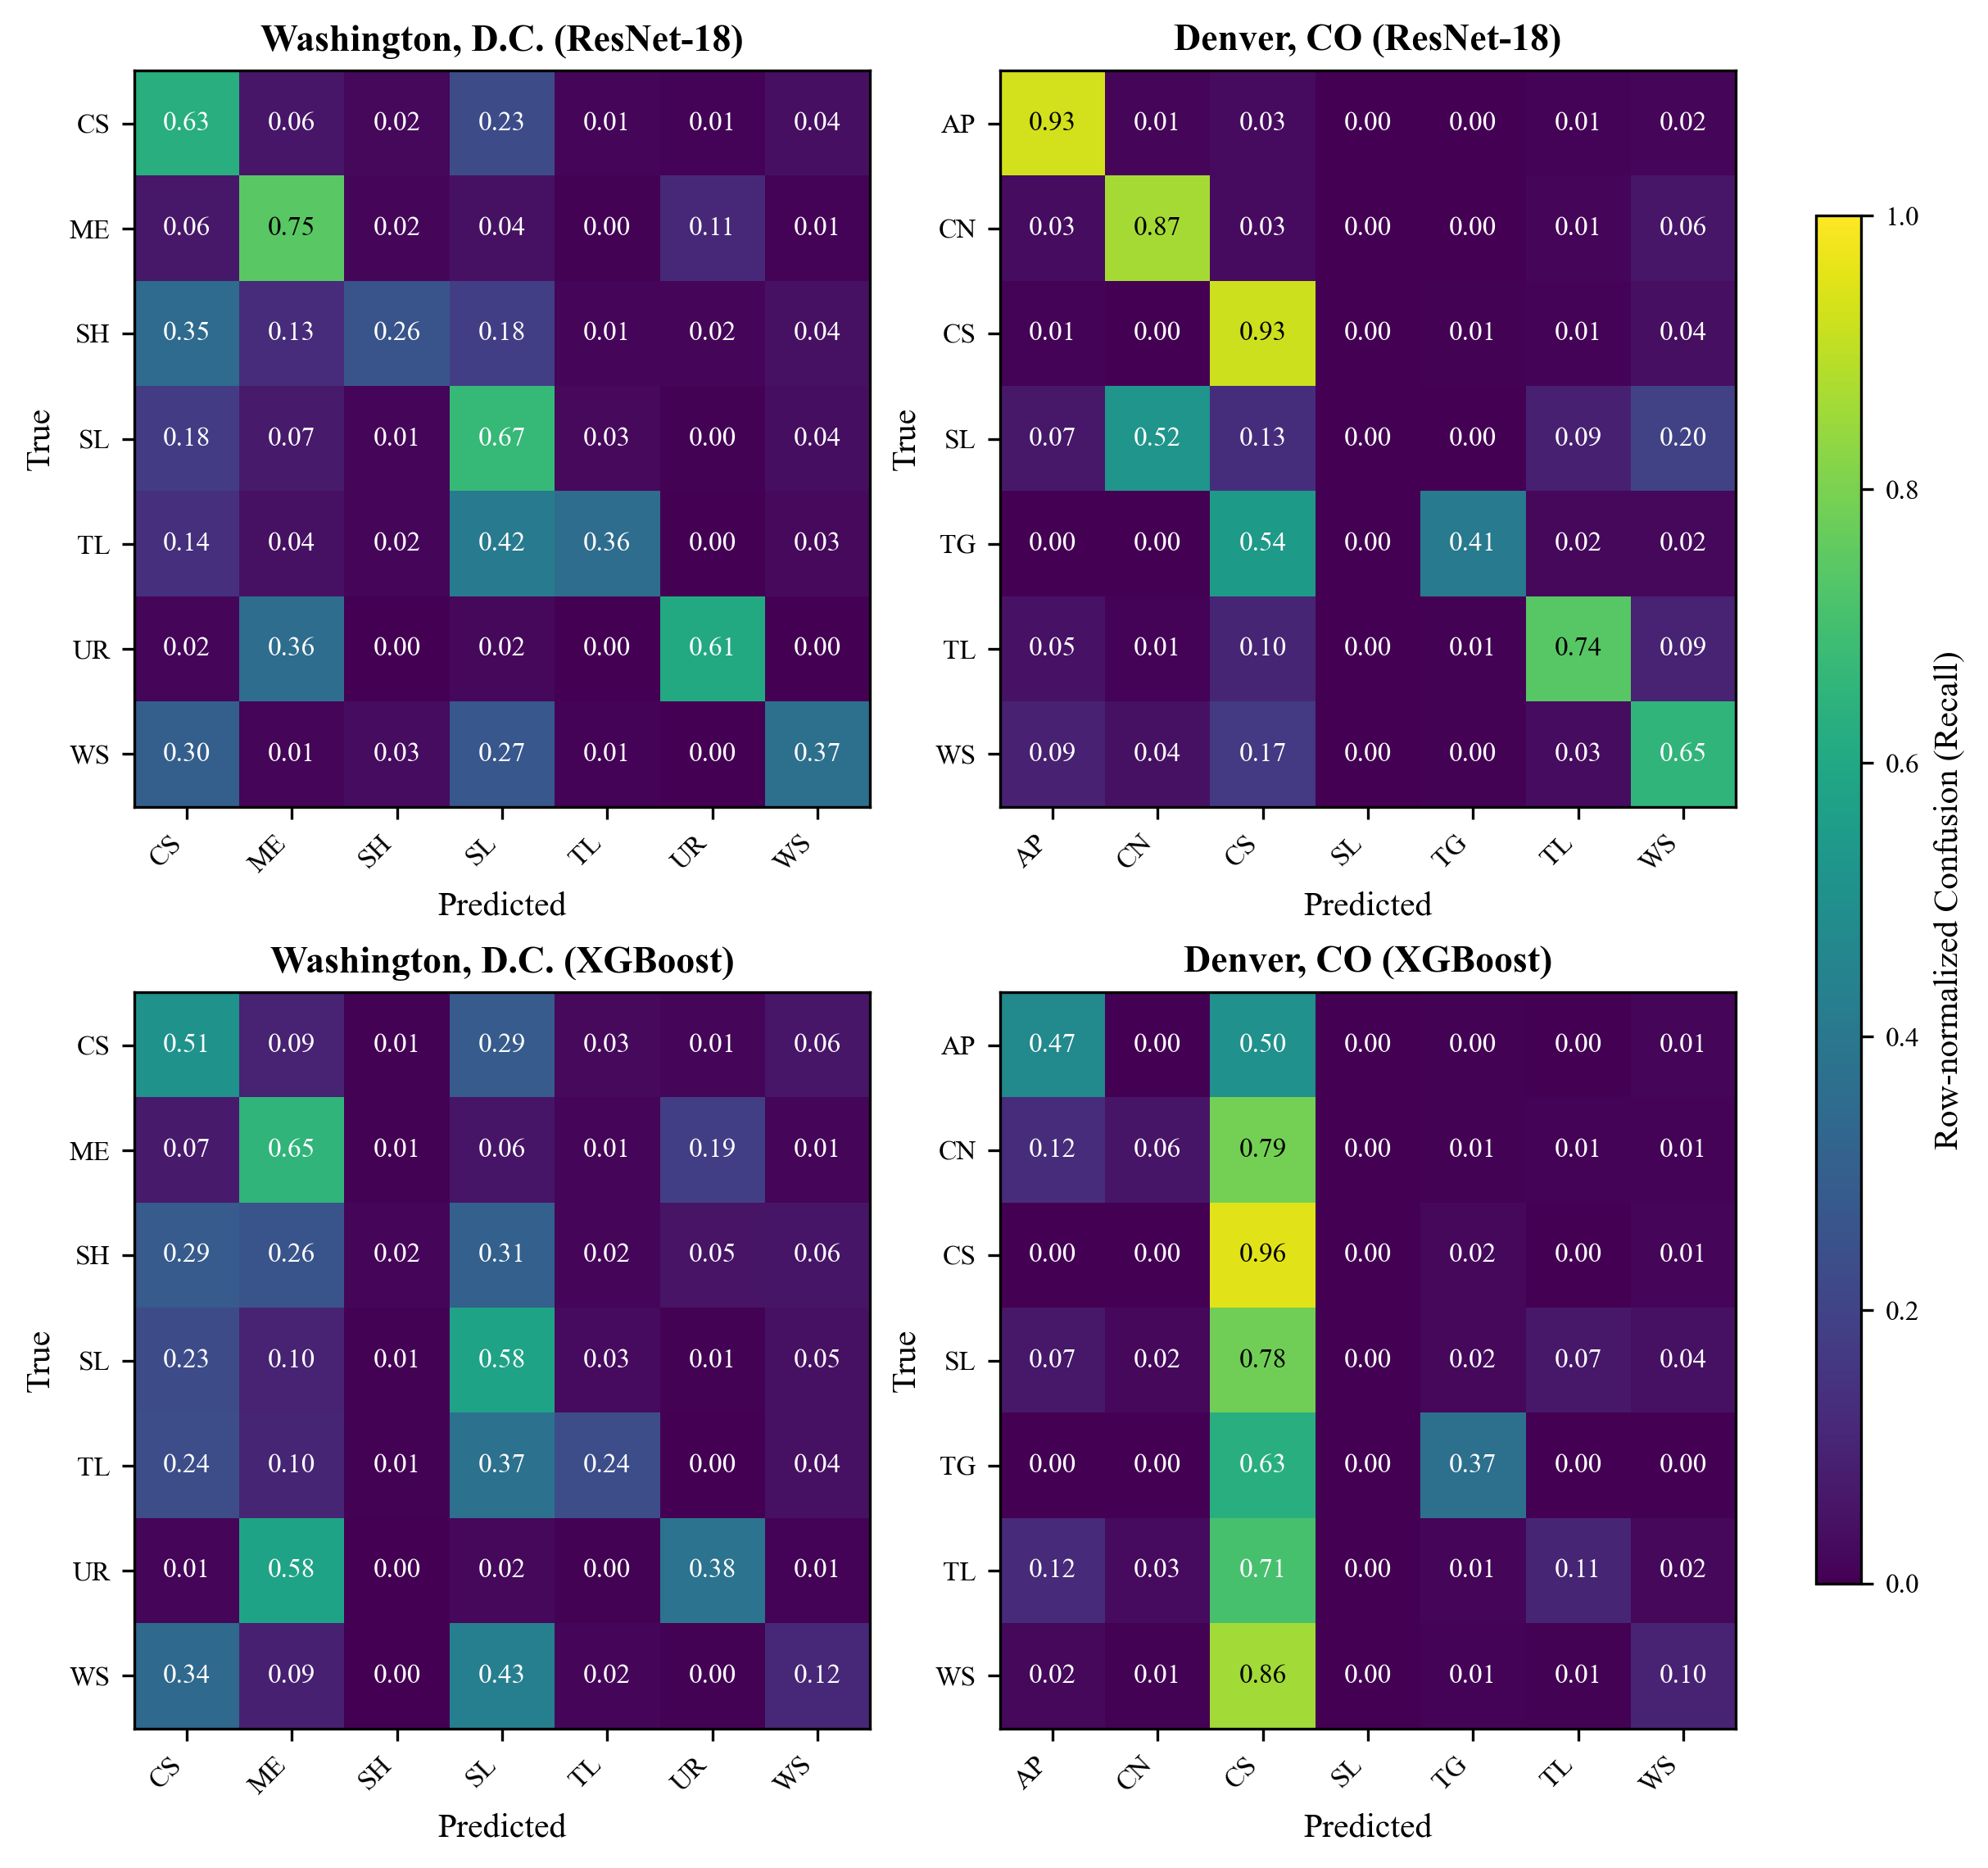 Washington, D.C. (ResNet-18)
CS 0.63 0.06 0.02 0.23 0.01 0.01 0.04
ME 0.06 0.75 0.02 0.04 0.00 0.11 0.01
SH 0.35 0.13 0.26 0.18 0.01 0.02 0.04
SL 0.18 0.07 0.01 0.67 0.03 0.00 0.04
TL 0.14 0.04 0.02 0.42 0.36 0.00 0.03
UR 0.02 0.36 0.00 0.02 0.00 0.61 0.00
WS 0.30 0.01 0.03 0.27 0.01 0.00 0.37
True
CS ME SH SL TL UR WS
Predicted
Denver, CO (ResNet-18)
AP 0.93 0.01 0.03 0.00 0.00 0.01 0.02
CN 0.03 0.87 0.03 0.00 0.00 0.01 0.06
CS 0.01 0.00 0.93 0.00 0.01 0.01 0.04
SL 0.07 0.52 0.13 0.00 0.00 0.09 0.20
TG 0.00 0.00 0.54 0.00 0.41 0.02 0.02
TL 0.05 0.01 0.10 0.00 0.01 0.74 0.09
WS 0.09 0.04 0.17 0.00 0.00 0.03 0.65
True
AP CN CS SL TG TL WS
Predicted
Washington, D.C. (XGBoost)
CS 0.51 0.09 0.01 0.29 0.03 0.01 0.06
ME 0.07 0.65 0.01 0.06 0.01 0.19 0.01
SH 0.29 0.26 0.02 0.31 0.02 0.05 0.06
SL 0.23 0.10 0.01 0.58 0.03 0.01 0.05
TL 0.24 0.10 0.01 0.37 0.24 0.00 0.04
UR 0.01 0.58 0.00 0.02 0.00 0.38 0.01
WS 0.34 0.09 0.00 0.43 0.02 0.00 0.12
True
CS ME SH SL TL UR WS
Predicted
Denver, CO (XGBoost)
AP 0.47 0.00 0.50 0.00 0.00 0.00 0.01
CN 0.12 0.06 0.79 0.00 0.01 0.01 0.01
CS 0.00 0.00 0.96 0.00 0.02 0.00 0.01
SL 0.07 0.02 0.78 0.00 0.02 0.07 0.04
TG 0.00 0.00 0.63 0.00 0.37 0.00 0.00
TL 0.12 0.03 0.71 0.00 0.01 0.11 0.02
WS 0.02 0.01 0.86 0.00 0.01 0.01 0.10
True
AP CN CS SL TG TL WS
Predicted
1.0
0.8
0.6
0.4
0.2
0.0
Row-normalized Confusion (Recall)